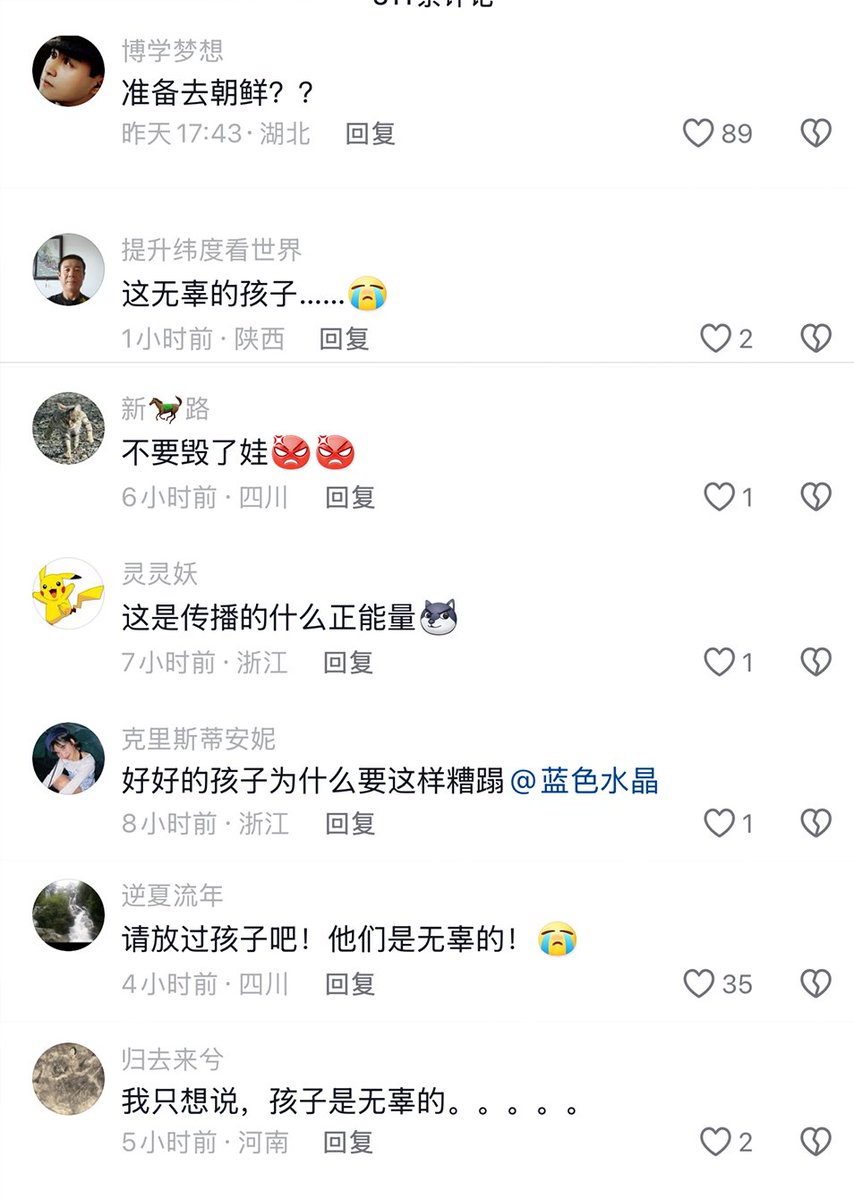 博学梦想
准备去朝鲜？？
昨天17:43·湖北 回复 89
提升纬度看世界
这无辜的孩子……😭
1小时前·陕西 回复 2
新🐎路
不要毁了娃😡😡
6小时前·四川 回复 1
灵灵妖
这是传播的什么正能量
7小时前·浙江 回复 1
克里斯蒂安妮
好好的孩子为什么要这样糟蹋@蓝色水晶
8小时前·浙江 回复 1
逆夏流年
请放过孩子吧！他们是无辜的！😭
4小时前·四川 回复 35
归去来兮
我只想说，孩子是无辜的。。。。。
5小时前·河南 回复 2